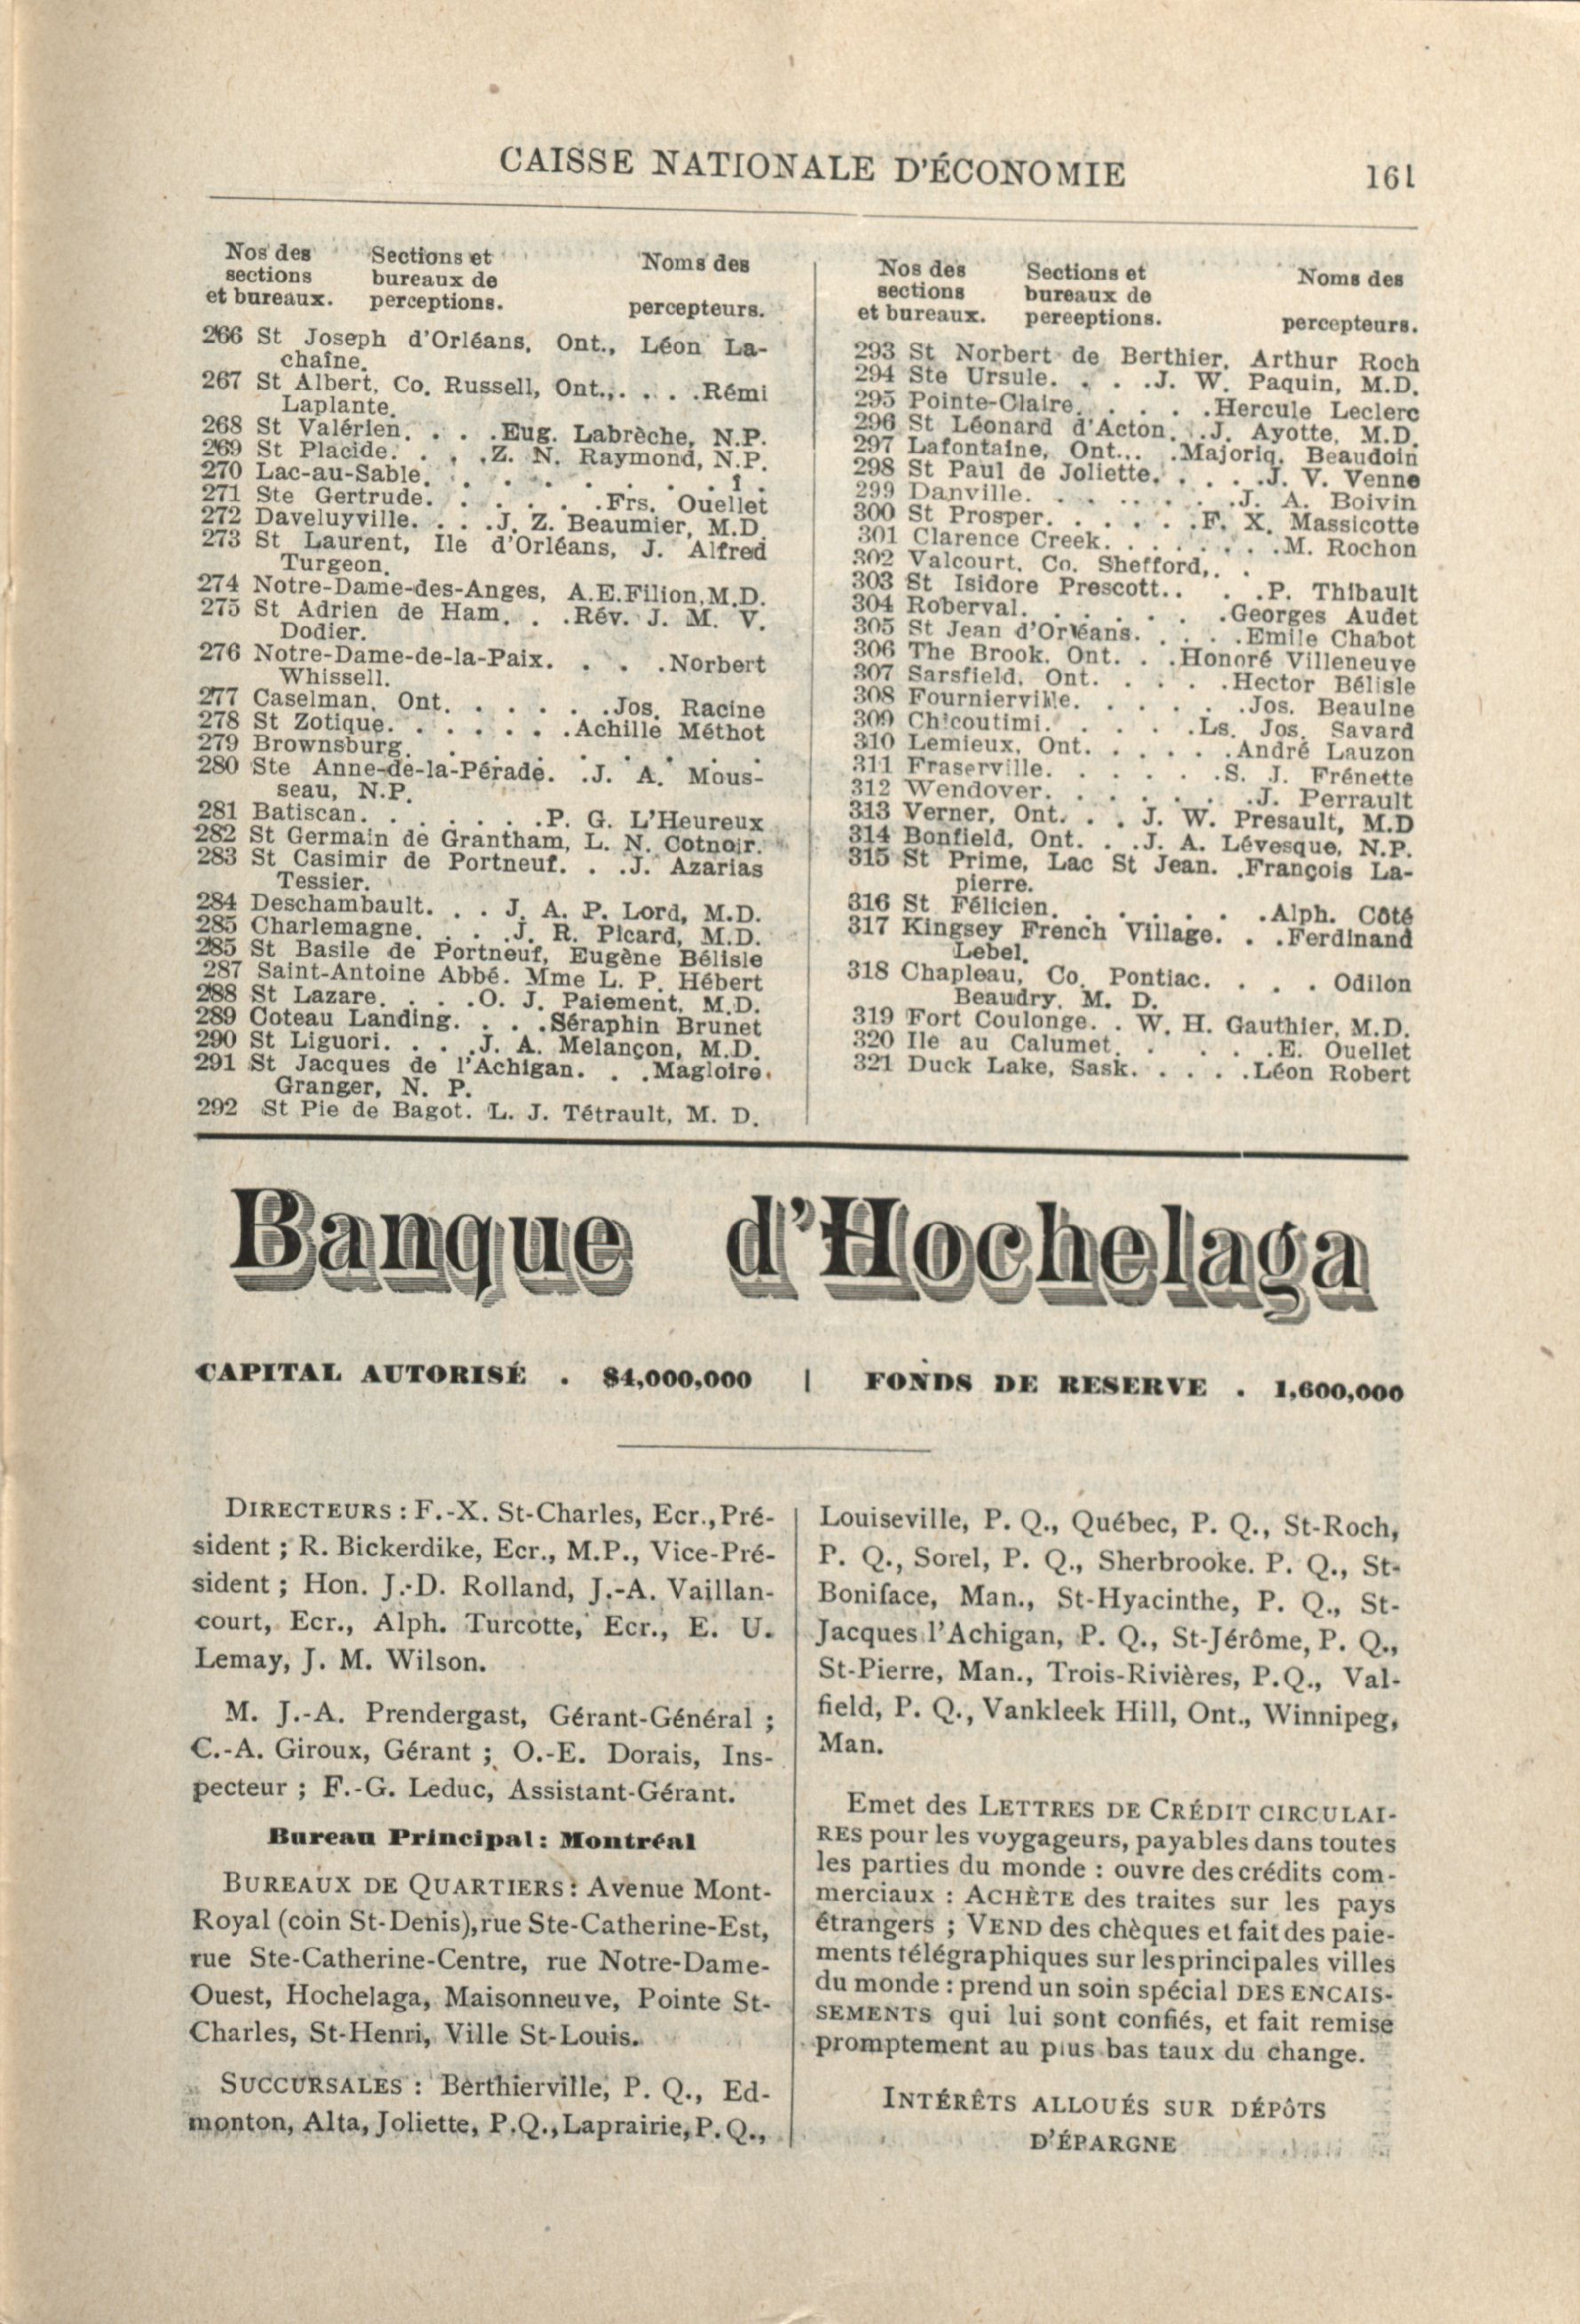 CAISSE NATIONALE D'ÉCONOMIE 161
Nos des Sections et Noms des
sections bureaux de
et bureaux. perceptions. percepteurs.
266 St Joseph d'Orléans, Ont., Léon La-
chaîne.
267 St Albert, Co. Russell, Ont.,. . . .Rémi
Laplante.
268 St Valérien. . . .Eug. Labrèche, N.P.
269 St Placide. . . .Z. N. Raymond, N.P.
270 Lac-au-Sable. . . . . . . .
271 Ste Gertrude. . . . . .Frs. Ouellet
272 Daveluyville. . . .J. Z. Beaumier, M.D
273 St Laurent, Ile d'Orléans, J. Alfred
Turgeon.
274 Notre-Dame-des-Anges, A.E.Filion,M.D.
275 St Adrien de Ham. . .Rév. J. M. V.
Dodier.
276 Notre-Dame-de-la-Paix. . . .Norbert
Whissell.
277 Caselman, Ont. . . . . .Jos. Racine
278 St Zotique. . . . . . .Achille Méthot
279 Brownsburg. . . . . . . .
280 Ste Anne-de-la-Pérade. .J. A. Mous-
seau, N.P.
281 Batiscan. . . . . . .P. G. L'Heureux
282 St Germain de Grantham, L. N. Cotnoir.
283 St Casimir de Portneuf. . .J. Azarias
Tessier.
284 Deschambault. . . J. A. P. Lord, M.D.
285 Charlemagne. . . .J. R. Picard, M.D.
285 St Basile de Portneuf, Eugène Bélisle
287 Saint-Antoine Abbé. Mme L. P. Hébert
288 St Lazare. . . . .O. J. Paiement, M.D.
289 Coteau Landing. . . .Séraphin Brunet
290 St Liguori. . . . .J. A. Melançon, M.D.
291 St Jacques de l'Achigan. . .Magloire
Granger, N. P.
292 St Pie de Bagot. L. J. Tétrault, M. D.
Nos des Sections et Noms des
sections bureaux de
et bureaux. pereeptions. percepteurs.
293 St Norbert de Berthier, Arthur Roch
294 Ste Ursule. . . .J. W. Paquin, M.D.
295 Pointe-Claire. . . . .Hercule Leclerc
296 St Léonard d'Acton. .J. Ayotte, M.D.
297 Lafontaine, Ont... .Majoriq. Beaudoin
298 St Paul de Joliette. . . . .J. V. Venne
299 Danville. . . . . . . .J. A. Boivin
300 St Prosper. . . . . .F. X. Massicotte
301 Clarence Creek. . . . . . .M. Rochon
302 Valcourt, Co. Shefford,. .
303 St Isidore Prescott.. . .P. Thibault
304 Roberval. . . . . . .Georges Audet
305 St Jean d'Orléans. . . . .Emile Chabot
306 The Brook, Ont. . .Honoré Villeneuve
307 Sarsfield, Ont. . . . . .Hector Bélisle
308 Fournierville. . . . . .Jos. Beaulne
309 Chicoutimi. . . . . .Ls. Jos. Savard
310 Lemieux, Ont. . . . . .André Lauzon
311 Fraserville. . . . . . .S. J. Frénette
312 Wendover. . . . . . . .J. Perrault
313 Verner, Ont. . . J. W. Presault, M.D
314 Bonfield, Ont. . .J. A. Lévesque, N.P.
315 St Prime, Lac St Jean. .François La-
pierre.
316 St Félicien. . . . . . .Alph. Côté
317 Kingsey French Village. . .Ferdinand
Lebel.
318 Chapleau, Co. Pontiac. . . . Odilon
Beaudry, M. D.
319 Fort Coulonge. . W. H. Gauthier, M.D.
320 Ile au Calumet. . . . . .E. Ouellet
321 Duck Lake, Sask. . . . .Léon Robert
Banque d'Hochelaga
CAPITAL AUTORISÉ . $4,000,000 | FONDS DE RESERVE . 1,600,000
DIRECTEURS : F.-X. St-Charles, Ecr., Pré-
sident ; R. Bickerdike, Ecr., M.P., Vice-Pré-
sident ; Hon. J.-D. Rolland, J.-A. Vaillan-
court, Ecr., Alph. Turcotte, Ecr., E. U.
Lemay, J. M. Wilson.
M. J.-A. Prendergast, Gérant-Général ;
C.-A. Giroux, Gérant ; O.-E. Dorais, Ins-
pecteur ; F.-G. Leduc, Assistant-Gérant.
Bureau Principal : Montréal
BUREAUX DE QUARTIERS : Avenue Mont-
Royal (coin St-Denis), rue Ste-Catherine-Est,
rue Ste-Catherine-Centre, rue Notre-Dame-
Ouest, Hochelaga, Maisonneuve, Pointe St-
Charles, St-Henri, Ville St-Louis.
SUCCURSALES : Berthierville, P. Q., Ed-
monton, Alta, Joliette, P.Q., Laprairie, P. Q.,
Louiseville, P. Q., Québec, P. Q., St-Roch,
P. Q., Sorel, P. Q., Sherbrooke. P. Q., St-
Boniface, Man., St-Hyacinthe, P. Q., St-
Jacques l'Achigan, P. Q., St-Jérôme, P. Q.,
St-Pierre, Man., Trois-Rivières, P.Q., Val-
field, P. Q., Vankleek Hill, Ont., Winnipeg,
Man.
Emet des LETTRES DE CRÉDIT CIRCULAI-
RES pour les voygageurs, payables dans toutes
les parties du monde : ouvre des crédits com-
merciaux : ACHÈTE des traites sur les pays
étrangers ; VEND des chèques et fait des paie-
ments télégraphiques sur lesprincipales villes
du monde : prend un soin spécial DES ENCAIS-
SEMENTS qui lui sont confiés, et fait remise
promptement au plus bas taux du change.
INTÉRÊTS ALLOUÉS SUR DÉPÔTS
D'ÉPARGNE